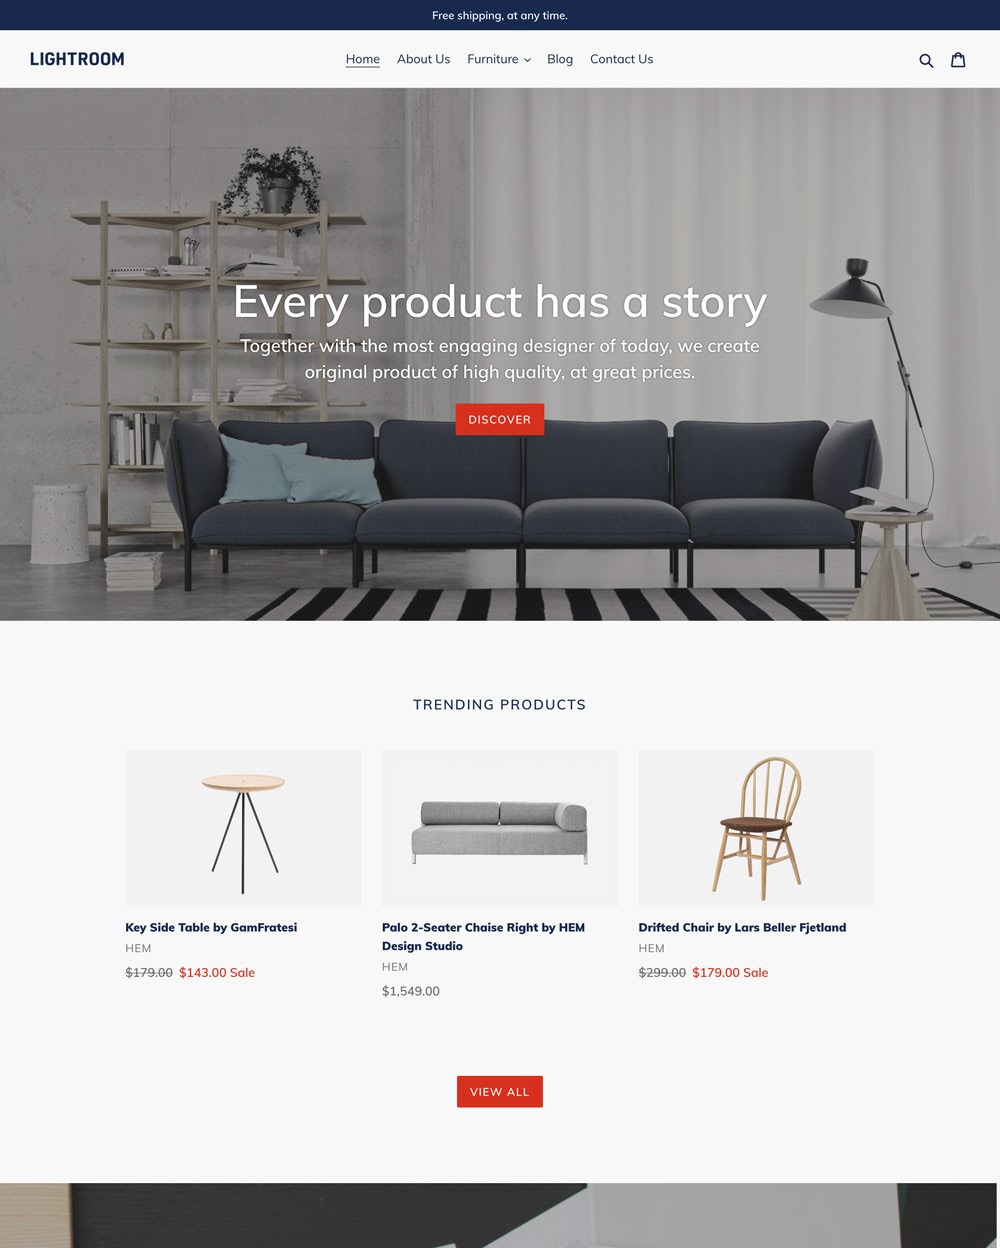 Free shipping, at any time.
LIGHTROOM
Home About Us Furniture Blog Contact Us
Every product has a story
Together with the most engaging designer of today, we create
original product of high quality, at great prices.
DISCOVER
TRENDING PRODUCTS
Key Side Table by GamFratesi
HEM
$179.00 $143.00 Sale
Palo 2-Seater Chaise Right by HEM
Design Studio
HEM
$1,549.00
Drifted Chair by Lars Beller Fjetland
HEM
$299.00 $179.00 Sale
VIEW ALL